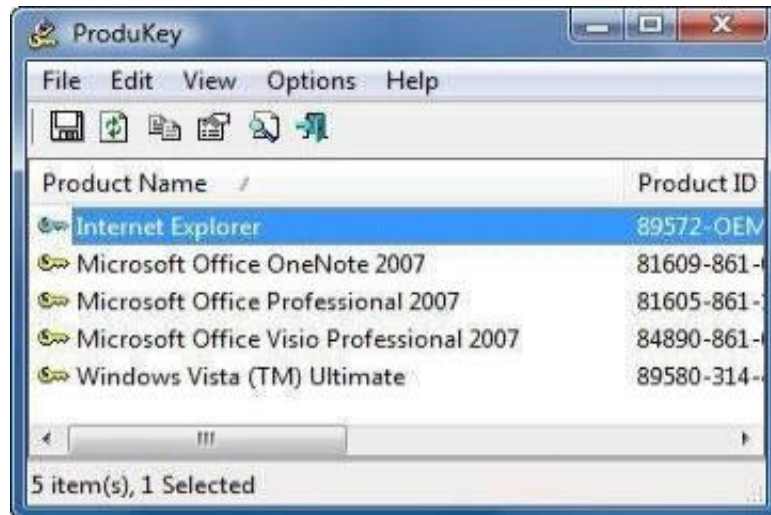 ProduKey
File Edit View Options Help
Product Name Product ID
Internet Explorer 89572-OEM
Microsoft Office OneNote 2007 81609-861-
Microsoft Office Professional 2007 81605-861-
Microsoft Office Visio Professional 2007 84890-861-
Windows Vista (TM) Ultimate 89580-314-
5 item(s), 1 Selected